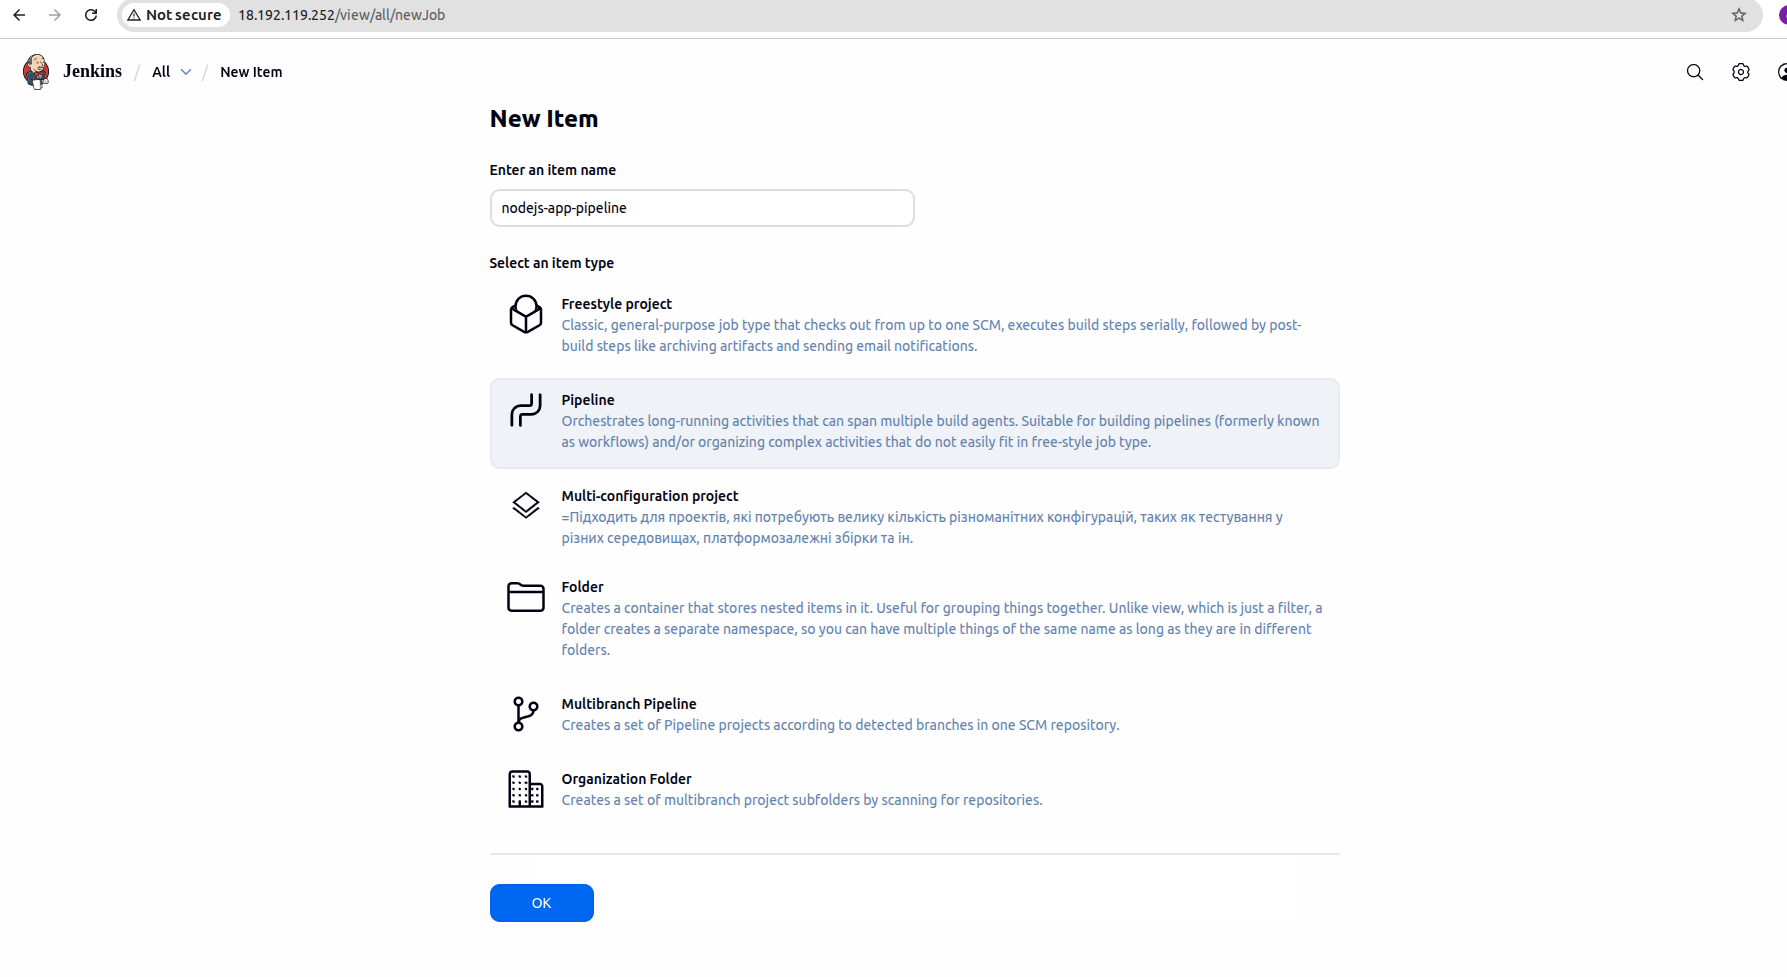 Not secure 18.192.119.252/view/all/newJob
Jenkins / All / New Item
New Item
Enter an item name
nodejs-app-pipeline
Select an item type
Freestyle project
Classic, general-purpose job type that checks out from up to one SCM, executes build steps serially, followed by post-
build steps like archiving artifacts and sending email notifications.
Pipeline
Orchestrates long-running activities that can span multiple build agents. Suitable for building pipelines (formerly known
as workflows) and/or organizing complex activities that do not easily fit in free-style job type.
Multi-configuration project
=Підходить для проектів, які потребують велику кількість різноманітних конфігурацій, таких як тестування у
різних середовищах, платформозалежні збірки та ін.
Folder
Creates a container that stores nested items in it. Useful for grouping things together. Unlike view, which is just a filter, a
folder creates a separate namespace, so you can have multiple things of the same name as long as they are in different
folders.
Multibranch Pipeline
Creates a set of Pipeline projects according to detected branches in one SCM repository.
Organization Folder
Creates a set of multibranch project subfolders by scanning for repositories.
OK